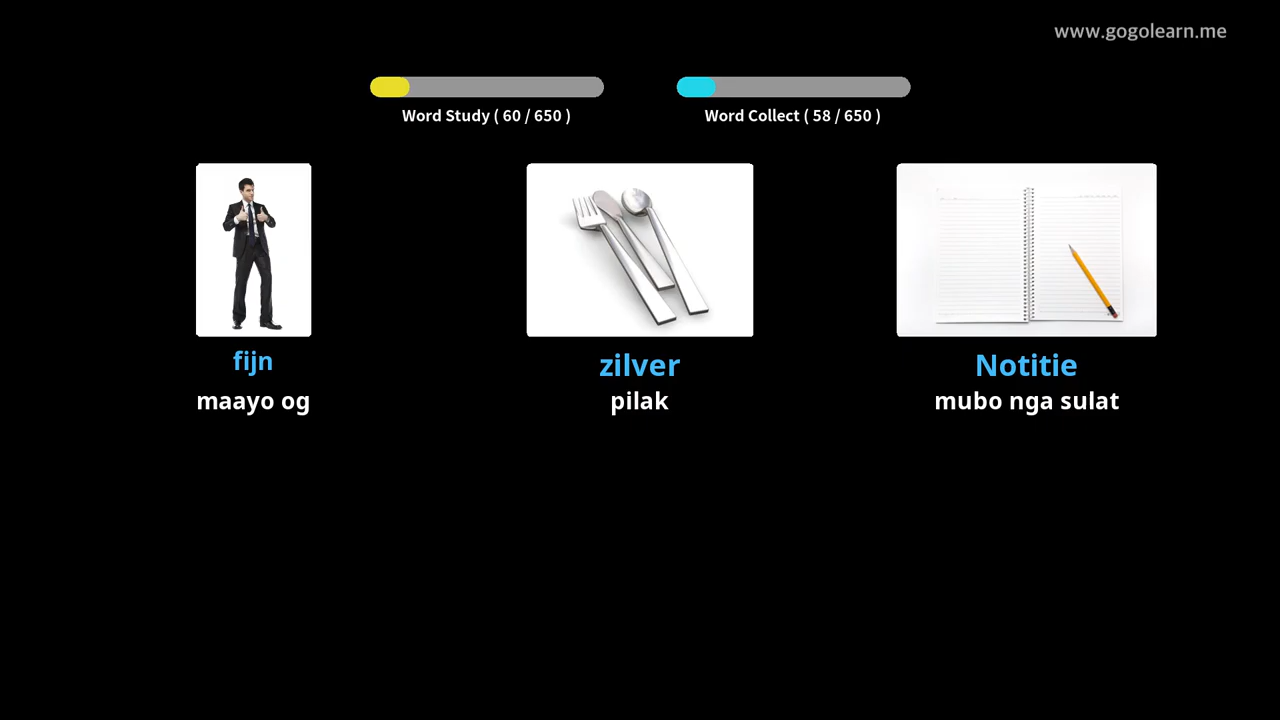 www.gogolearn.me
Word Study ( 60 / 650 )
Word Collect ( 58 / 650 )
fijn
maayo og
zilver
pilak
Notitie
mubo nga sulat